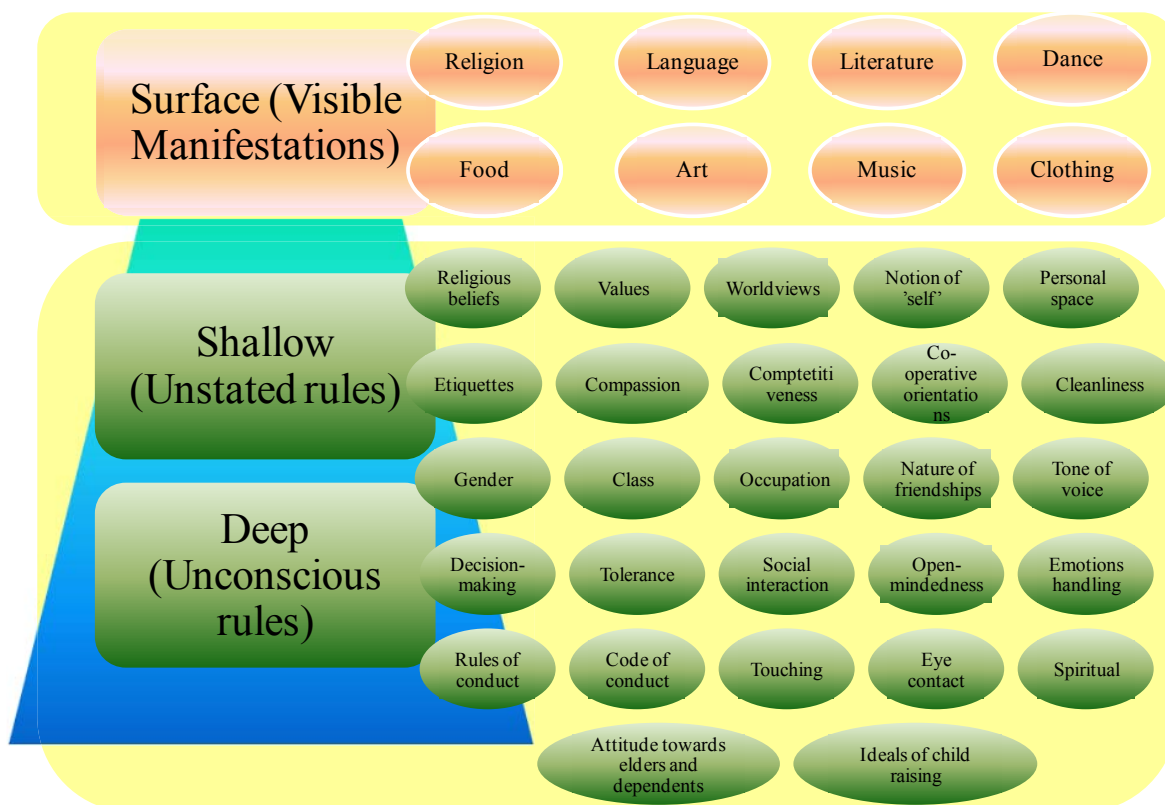 Surface (Visible
Manifestations)
Religion
Language
Literature
Dance
Food
Art
Music
Clothing
Shallow
(Unstated rules)
Deep
(Unconscious
rules)
Religious
beliefs
Values
Worldviews
Notion of
’self’
Personal
space
Etiquettes
Compassion
Comptetiti
veness
Co-
operative
orientatio
ns
Cleanliness
Gender
Class
Occupation
Nature of
friendships
Tone of
voice
Decision-
making
Tolerance
Social
interaction
Open-
mindedness
Emotions
handling
Rules of
conduct
Code of
conduct
Touching
Eye
contact
Spiritual
Attitude towards
elders and
dependents
Ideals of child
raising